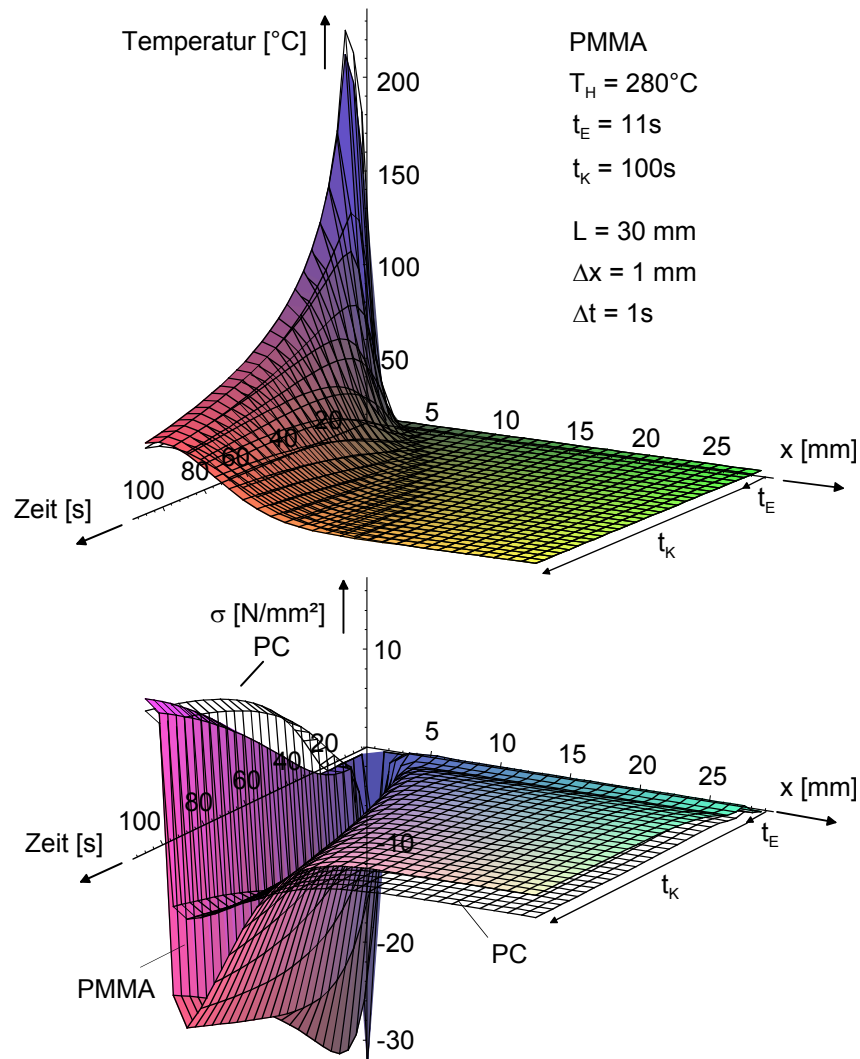 Temperatur [°C]
PMMA
T_H = 280°C
t_E = 11s
t_K = 100s
L = 30 mm
Δx = 1 mm
Δt = 1s
200
150
100
50
5
10
15
20
25
x [mm]
20
40
60
80
100
Zeit [s]
t_E
t_K
σ [N/mm²]
PC
10
5
10
15
20
25
x [mm]
20
40
60
80
100
Zeit [s]
-10
t_E
t_K
-20
PC
PMMA
-30